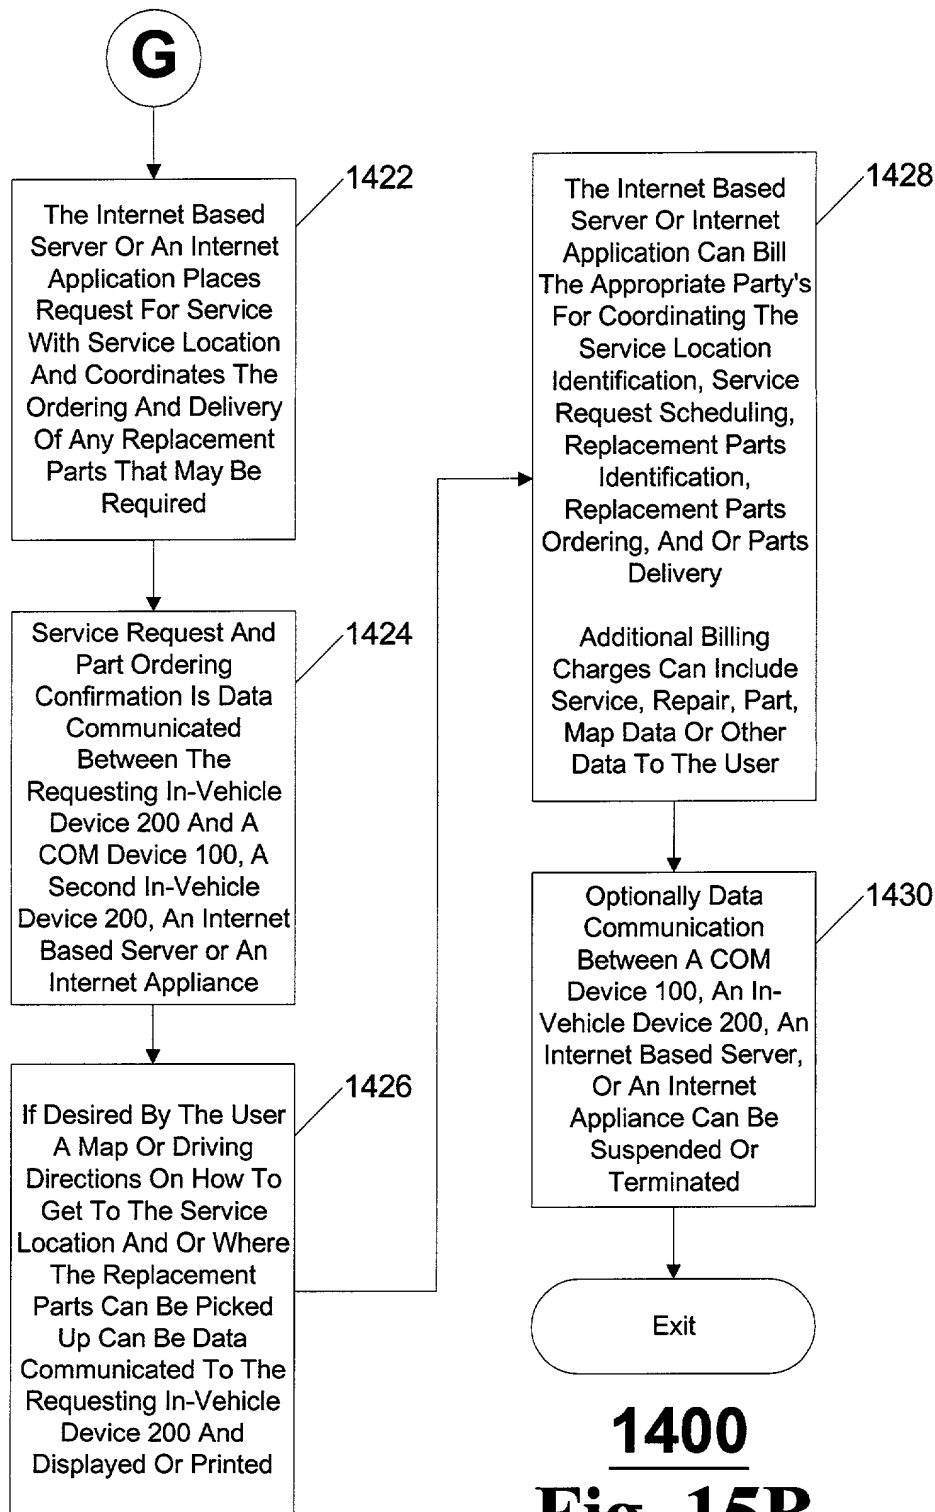 G
1422
The Internet Based
Server Or An Internet
Application Places
Request For Service
With Service Location
And Coordinates The
Ordering And Delivery
Of Any Replacement
Parts That May Be
Required
1424
Service Request And
Part Ordering
Confirmation Is Data
Communicated
Between The
Requesting In-Vehicle
Device 200 And A
COM Device 100, A
Second In-Vehicle
Device 200, An Internet
Based Server or An
Internet Appliance
1426
If Desired By The User
A Map Or Driving
Directions On How To
Get To The Service
Location And Or Where
The Replacement
Parts Can Be Picked
Up Can Be Data
Communicated To The
Requesting In-Vehicle
Device 200 And
Displayed Or Printed
1428
The Internet Based
Server Or Internet
Application Can Bill
The Appropriate Party's
For Coordinating The
Service Location
Identification, Service
Request Scheduling,
Replacement Parts
Identification,
Replacement Parts
Ordering, And Or Parts
Delivery
Additional Billing
Charges Can Include
Service, Repair, Part,
Map Data Or Other
Data To The User
1430
Optionally Data
Communication
Between A COM
Device 100, An In-
Vehicle Device 200, An
Internet Based Server,
Or An Internet
Appliance Can Be
Suspended Or
Terminated
Exit
1400
Fig. 15B